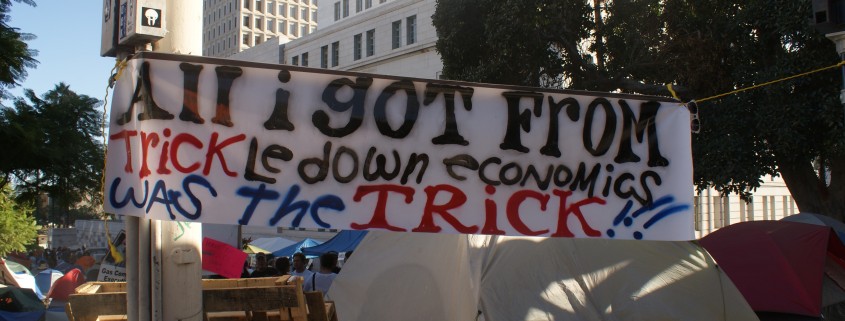 All i goT From
TRicKLe down economics
WAS The TRicK!!!